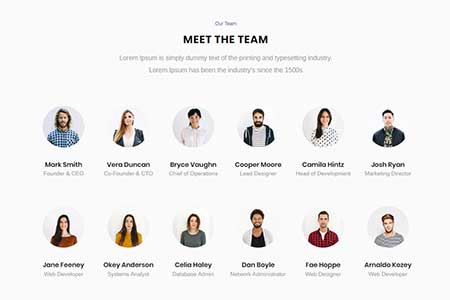 Our Team
MEET THE TEAM
Lorem Ipsum is simply dummy text of the printing and typesetting industry.
Lorem Ipsum has been the industry's since the 1500s
Mark Smith
Founder & CEO
Vera Duncan
Co-Founder & CTO
Bryce Vaughn
Chief of Operations
Cooper Moore
Lead Designer
Camila Hintz
Head of Development
Josh Ryan
Marketing Director
Jane Feeney
Web Developer
Okey Anderson
Systems Analyst
Celia Haley
Database Admin
Dan Boyle
Network Administrator
Fae Hoppe
Web Designer
Arnaldo Kozey
Web Developer